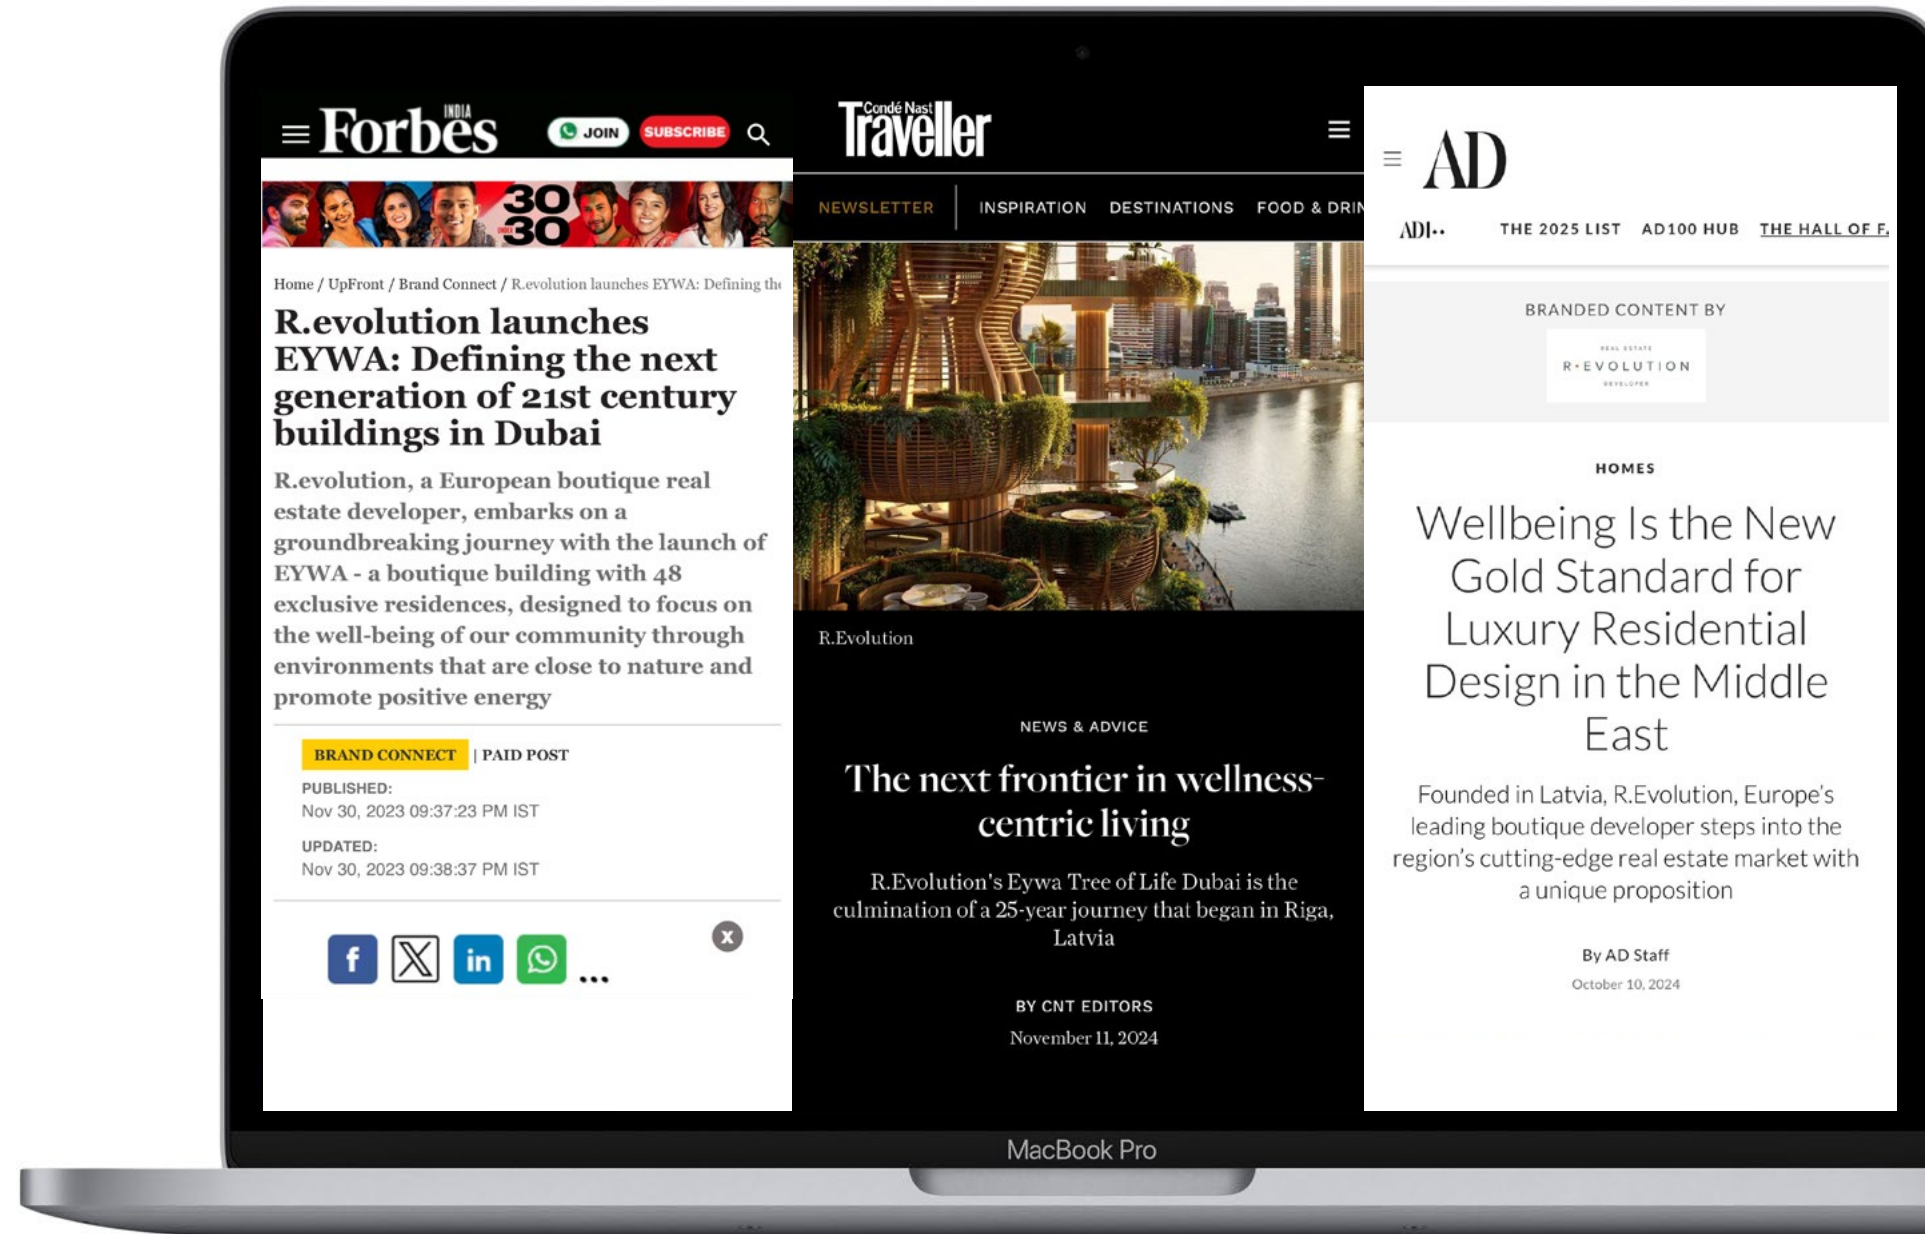 INDIA
Forbes
JOIN
SUBSCRIBE
30
INDIA
30
Home / UpFront / Brand Connect / R.evolution launches EYWA: Defining the
R.evolution launches
EYWA: Defining the next
generation of 21st century
buildings in Dubai
R.evolution, a European boutique real
estate developer, embarks on a
groundbreaking journey with the launch of
EYWA - a boutique building with 48
exclusive residences, designed to focus on
the well-being of our community through
environments that are close to nature and
promote positive energy
BRAND CONNECT | PAID POST
PUBLISHED:
Nov 30, 2023 09:37:23 PM IST
UPDATED:
Nov 30, 2023 09:38:37 PM IST
f X in ...
x
Condé Nast
Traveller
NEWSLETTER INSPIRATION DESTINATIONS FOOD & DRIN
R.Evolution
NEWS & ADVICE
The next frontier in wellness-
centric living
R.Evolution's Eywa Tree of Life Dubai is the
culmination of a 25-year journey that began in Riga,
Latvia
BY CNT EDITORS
November 11, 2024
AD
THE 2025 LIST AD100 HUB THE HALL OF F
BRANDED CONTENT BY
REAL ESTATE
R•EVOLUTION
DEVELOPER
HOMES
Wellbeing Is the New
Gold Standard for
Luxury Residential
Design in the Middle
East
Founded in Latvia, R.Evolution, Europe's
leading boutique developer steps into the
region's cutting-edge real estate market with
a unique proposition
By AD Staff
October 10, 2024
MacBook Pro